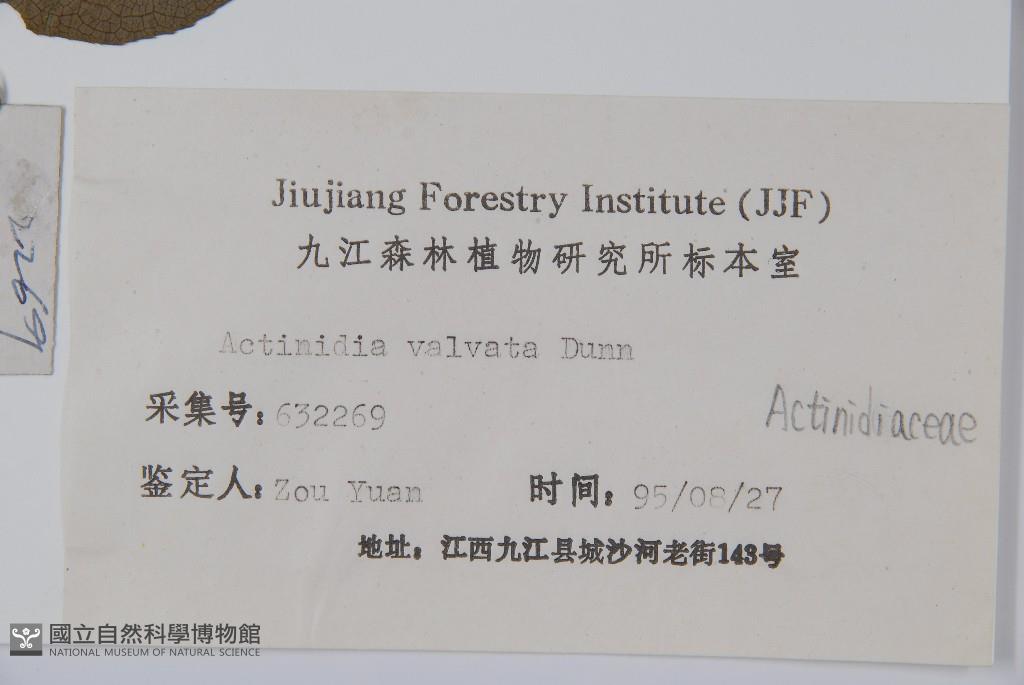 Jiujiang Forestry Institute (JJF)
九江森林植物研究所标本室
Actinidia valvata Dunn
采集号: 632269
Actinidiaceae
鉴定人: Zou Yuan 时间: 95/08/27
地址: 江西九江县城沙河老街143号
國立自然科學博物館
NATIONAL MUSEUM OF NATURAL SCIENCE